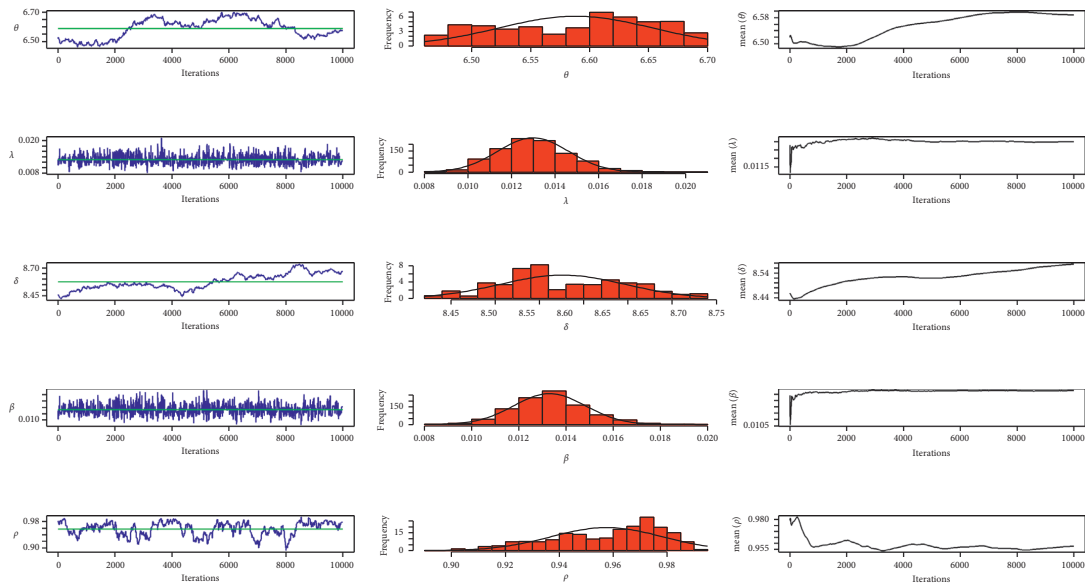 θ
6.70
6.50
0 2000 4000 6000 8000 10000
Iterations
Frequency
6
3
0
6.50 6.55 6.60 6.65 6.70
θ
mean (θ)
6.58
6.50
0 2000 4000 6000 8000 10000
Iterations
λ
0.020
0.008
0 2000 4000 6000 8000 10000
Iterations
Frequency
150
0
0.008 0.010 0.012 0.014 0.016 0.018 0.020
λ
mean (λ)
0.0115
0 2000 4000 6000 8000 10000
Iterations
δ
8.70
8.45
0 2000 4000 6000 8000 10000
Iterations
Frequency
8
4
0
8.45 8.50 8.55 8.60 8.65 8.70 8.75
δ
mean (δ)
8.54
8.44
0 2000 4000 6000 8000 10000
Iterations
β
0.010
0 2000 4000 6000 8000 10000
Iterations
Frequency
150
0
0.008 0.010 0.012 0.014 0.016 0.018 0.020
β
mean (β)
0.0105
0 2000 4000 6000 8000 10000
Iterations
ρ
0.98
0.90
0 2000 4000 6000 8000 10000
Iterations
Frequency
15
0
0.90 0.92 0.94 0.96 0.98
ρ
mean (ρ)
0.980
0.955
0 2000 4000 6000 8000 10000
Iterations